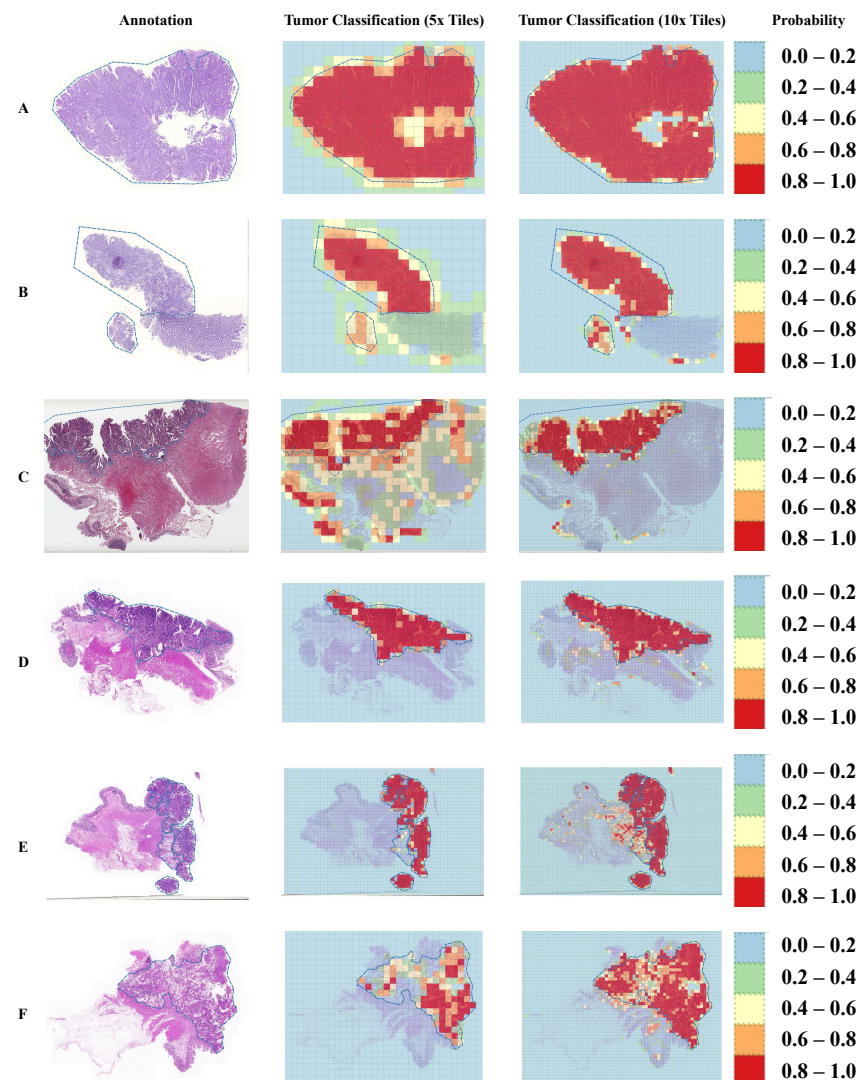 Annotation Tumor Classification (5x Tiles) Tumor Classification (10x Tiles) Probability
A
0.0 – 0.2
0.2 – 0.4
0.4 – 0.6
0.6 – 0.8
0.8 – 1.0
B
0.0 – 0.2
0.2 – 0.4
0.4 – 0.6
0.6 – 0.8
0.8 – 1.0
C
0.0 – 0.2
0.2 – 0.4
0.4 – 0.6
0.6 – 0.8
0.8 – 1.0
D
0.0 – 0.2
0.2 – 0.4
0.4 – 0.6
0.6 – 0.8
0.8 – 1.0
E
0.0 – 0.2
0.2 – 0.4
0.4 – 0.6
0.6 – 0.8
0.8 – 1.0
F
0.0 – 0.2
0.2 – 0.4
0.4 – 0.6
0.6 – 0.8
0.8 – 1.0